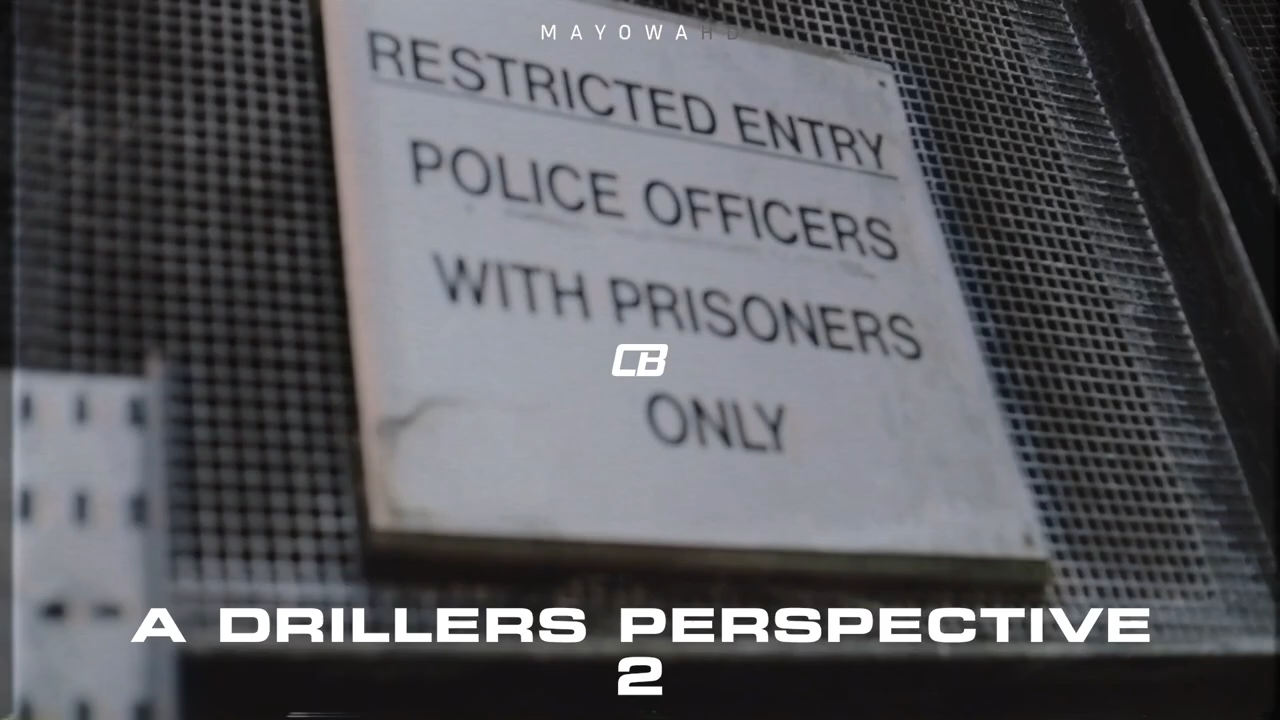 MAYOWAHD
RESTRICTED ENTRY
POLICE OFFICERS
WITH PRISONERS
ONLY
CB
A DRILLERS PERSPECTIVE
2